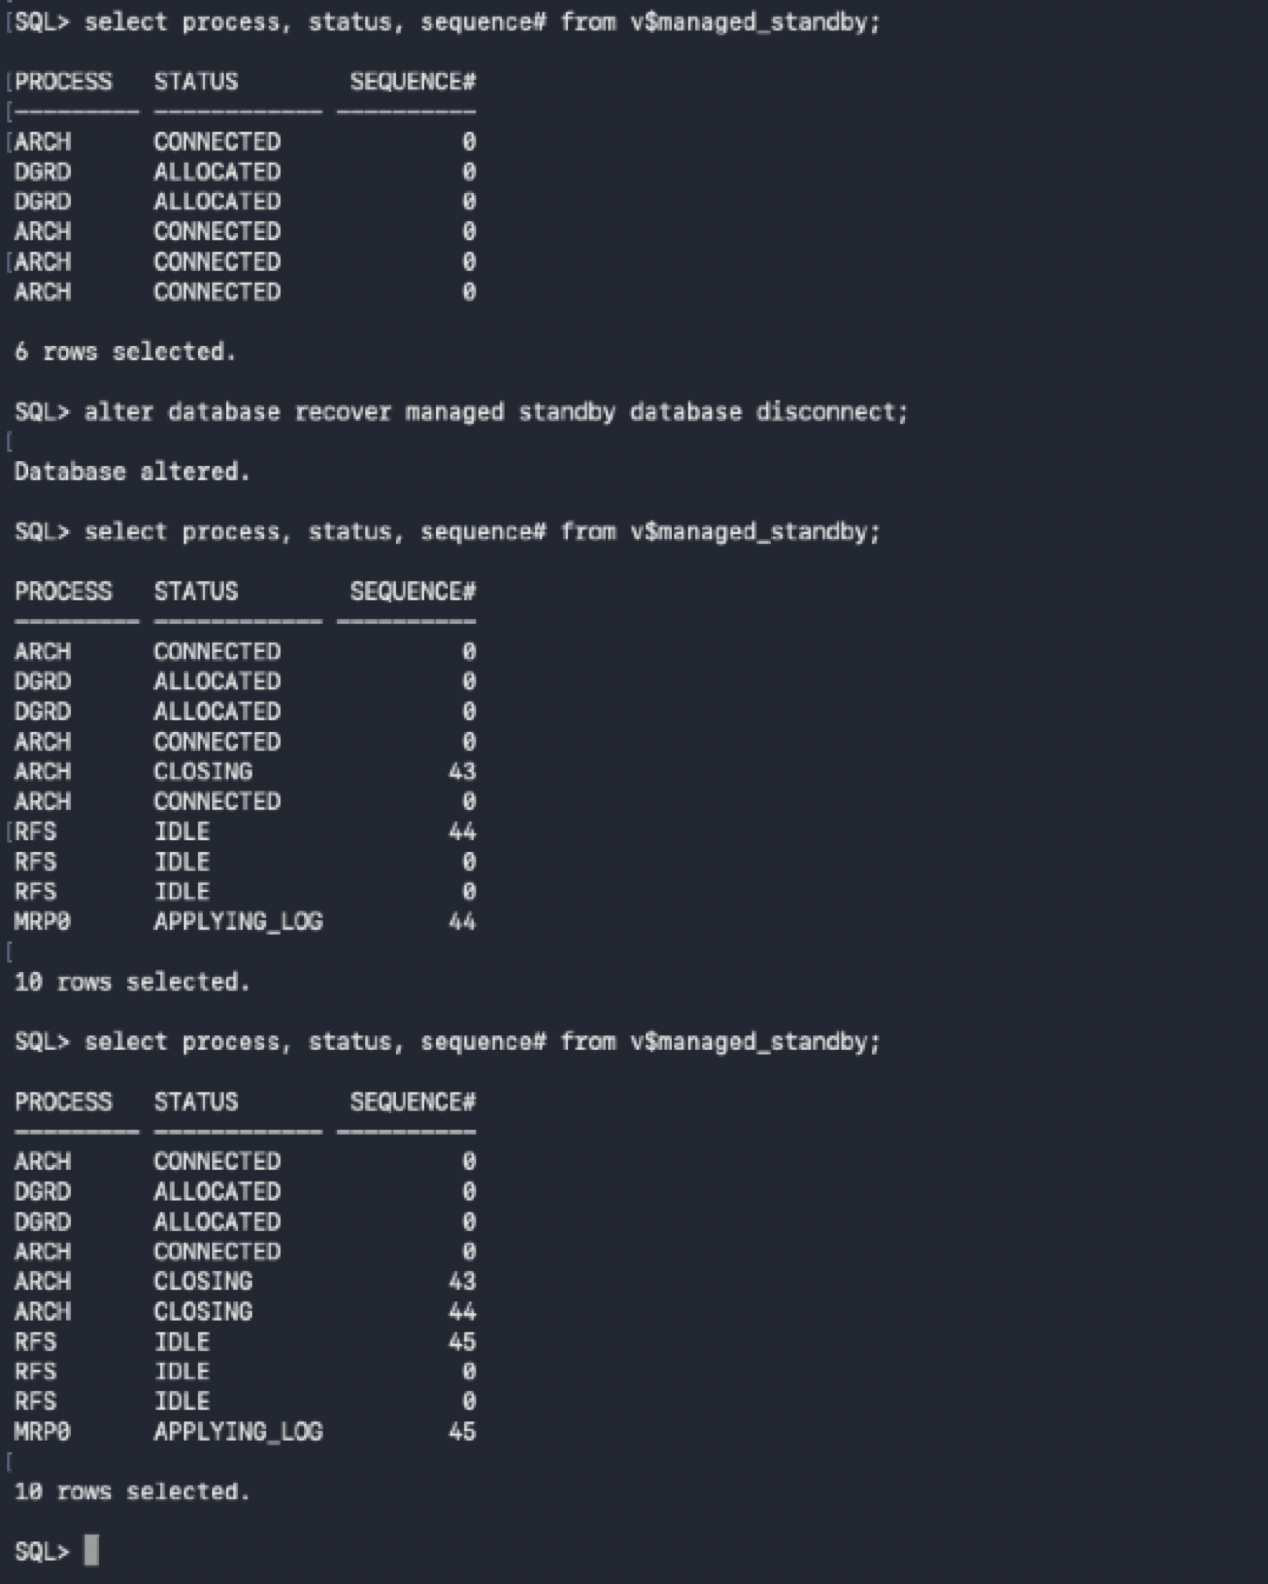 [SQL> select process, status, sequence# from v$managed_standby;
[PROCESS   STATUS        SEQUENCE#
[--------- ------------ ----------
[ARCH      CONNECTED             0
DGRD      ALLOCATED             0
DGRD      ALLOCATED             0
ARCH      CONNECTED             0
[ARCH      CONNECTED             0
ARCH      CONNECTED             0
6 rows selected.
SQL> alter database recover managed standby database disconnect;
[
Database altered.
SQL> select process, status, sequence# from v$managed_standby;
PROCESS   STATUS        SEQUENCE#
--------- ------------ ----------
ARCH      CONNECTED             0
DGRD      ALLOCATED             0
DGRD      ALLOCATED             0
ARCH      CONNECTED             0
ARCH      CLOSING              43
ARCH      CONNECTED             0
[RFS       IDLE                 44
RFS       IDLE                  0
RFS       IDLE                  0
MRP0      APPLYING_LOG         44
[
10 rows selected.
SQL> select process, status, sequence# from v$managed_standby;
PROCESS   STATUS        SEQUENCE#
--------- ------------ ----------
ARCH      CONNECTED             0
DGRD      ALLOCATED             0
DGRD      ALLOCATED             0
ARCH      CONNECTED             0
ARCH      CLOSING              43
ARCH      CLOSING              44
RFS       IDLE                 45
RFS       IDLE                  0
RFS       IDLE                  0
MRP0      APPLYING_LOG         45
[
10 rows selected.
SQL>